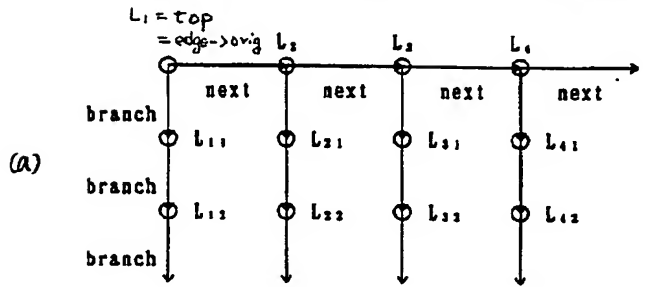 L₁ = top
= edge->orig L₂ L₃ L₄
next next next next
branch
(a) L₁₁ L₂₁ L₃₁ L₄₁
branch
L₁₂ L₂₂ L₃₂ L₄₂
branch